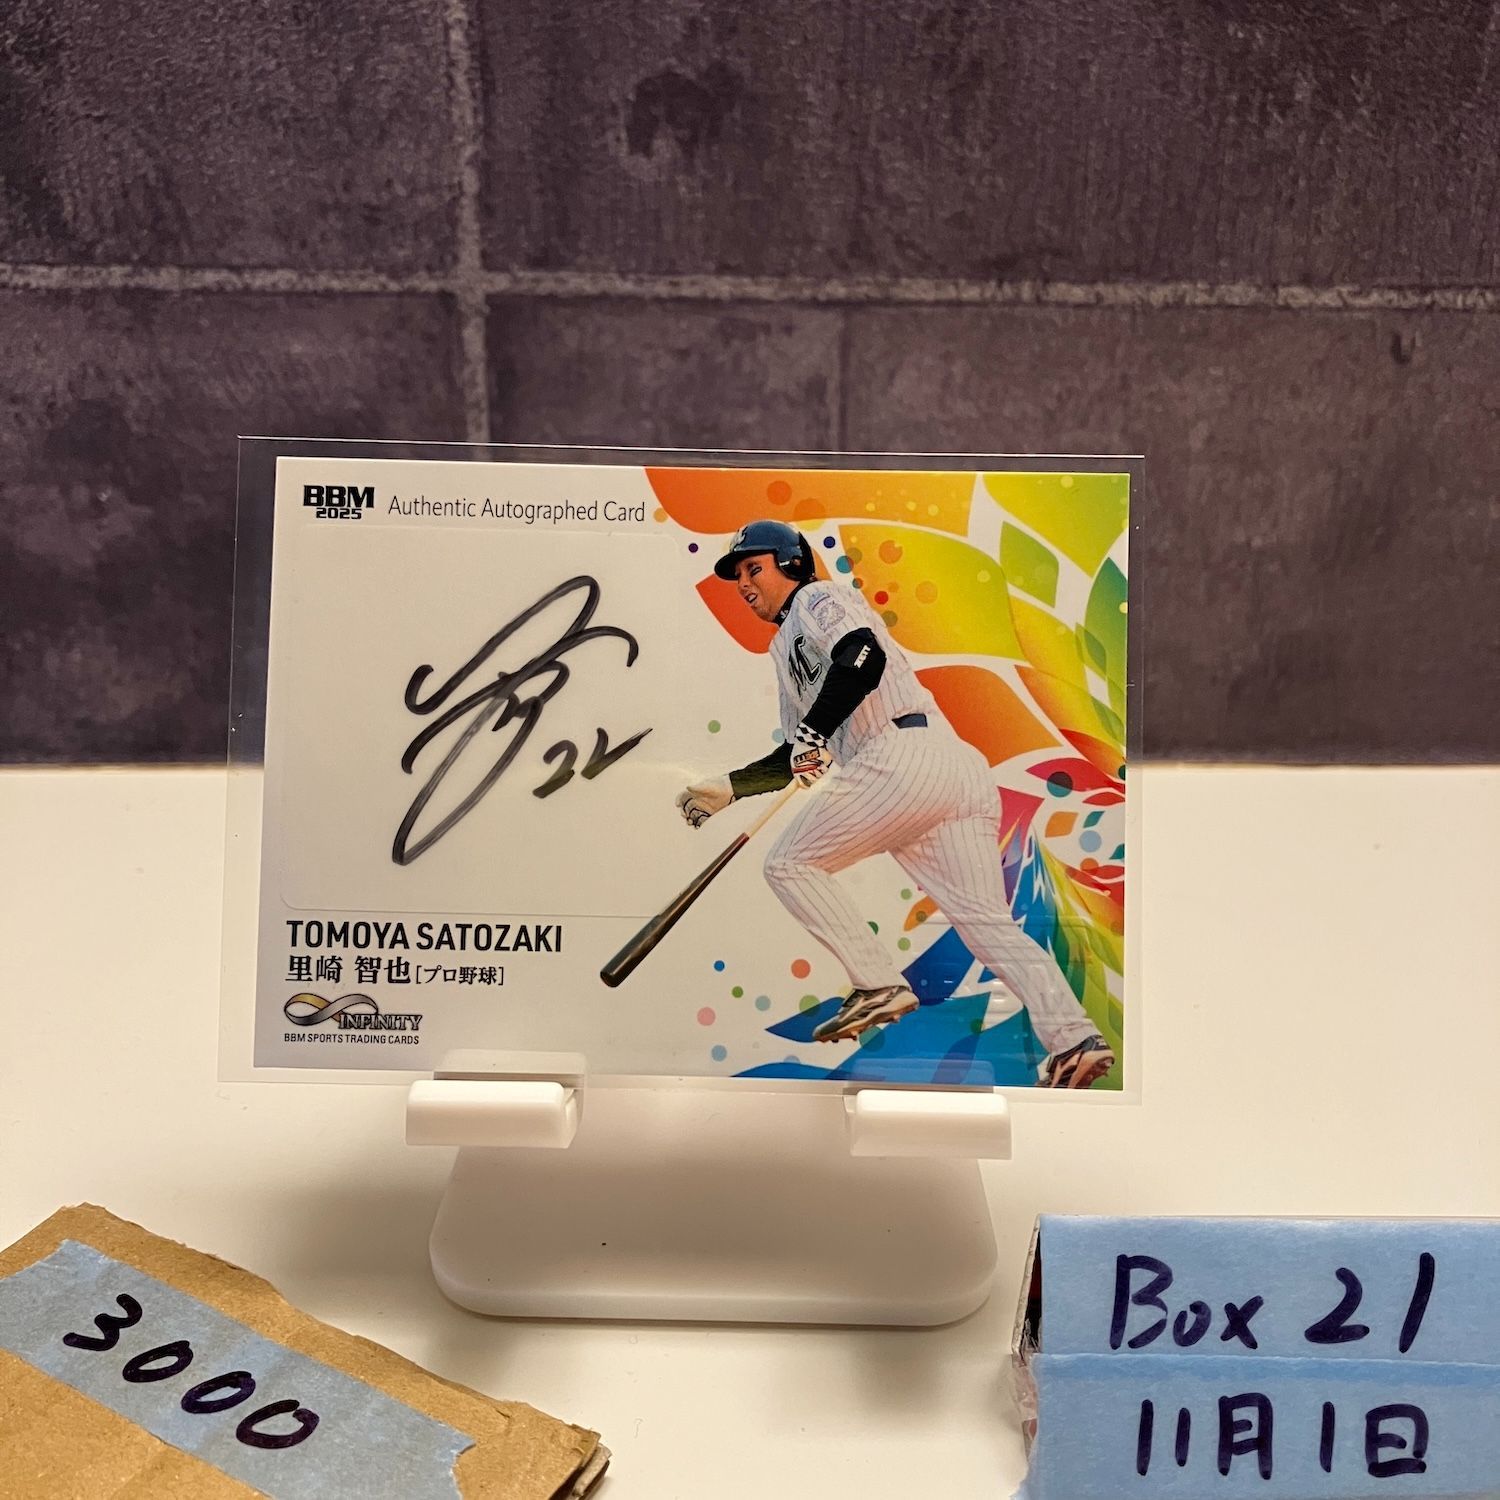 BBM
2025
Authentic Autographed Card
M
ZETT
22
TOMOYA SATOZAKI
里崎 智也[プロ野球]
INFINITY
BBM SPORTS TRADING CARDS
3000
Box 21
11月1日